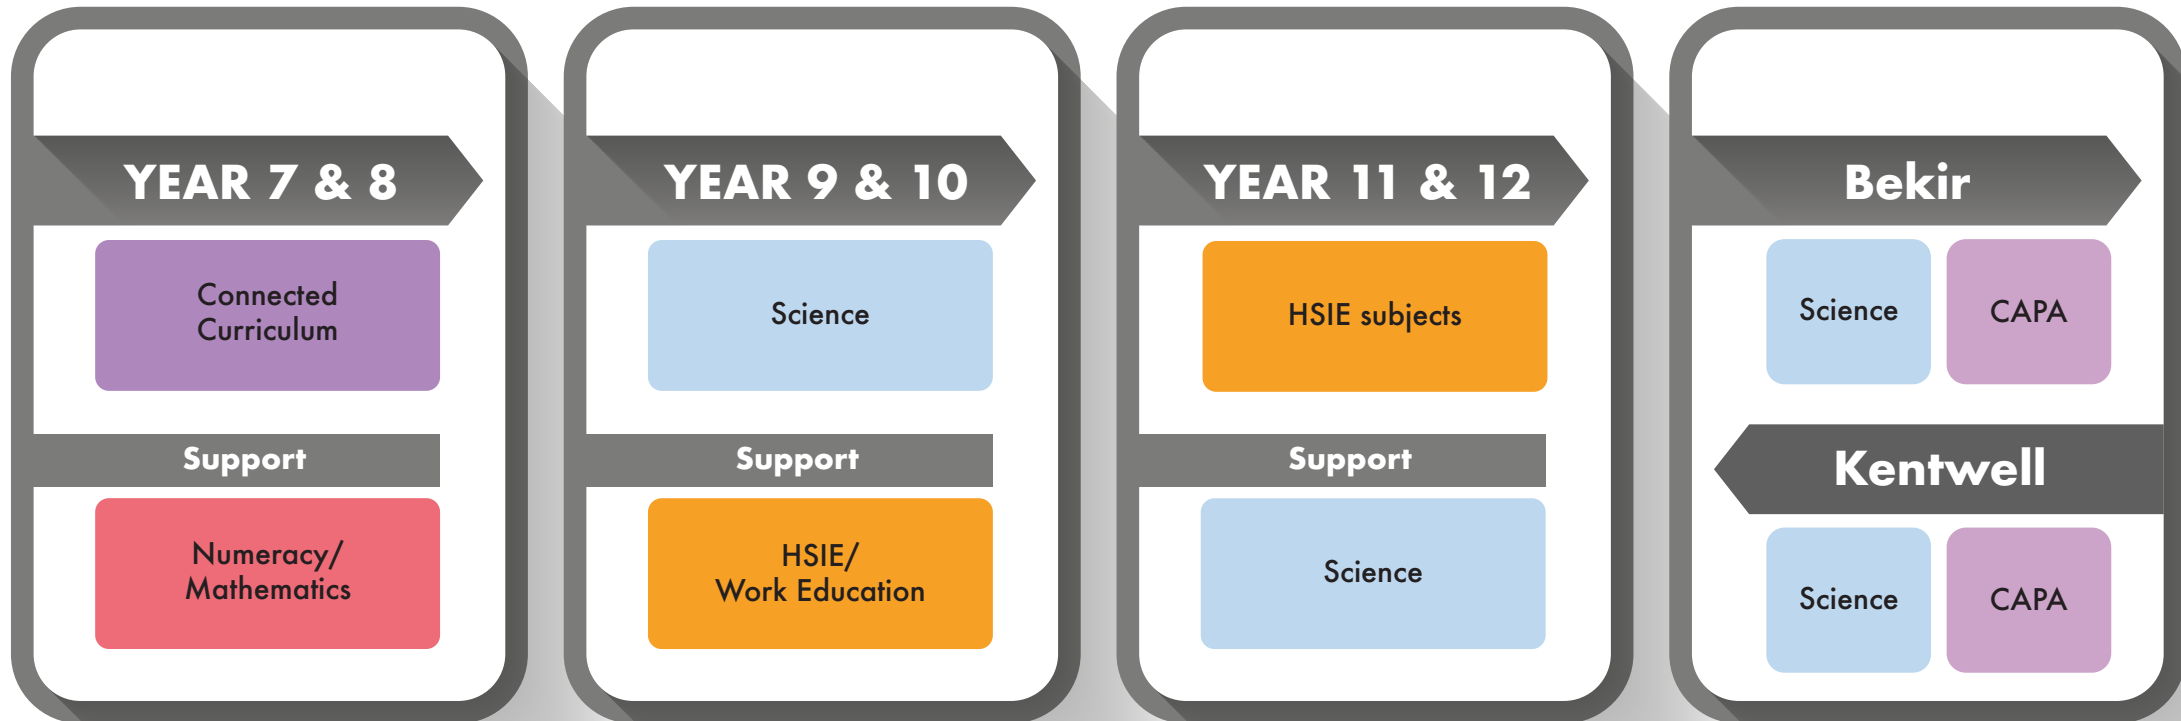 YEAR 7 & 8
Connected
Curriculum
Support
Numeracy/
Mathematics
YEAR 9 & 10
Science
Support
HSIE/
Work Education
YEAR 11 & 12
HSIE subjects
Support
Science
Bekir
Science
CAPA
Kentwell
Science
CAPA